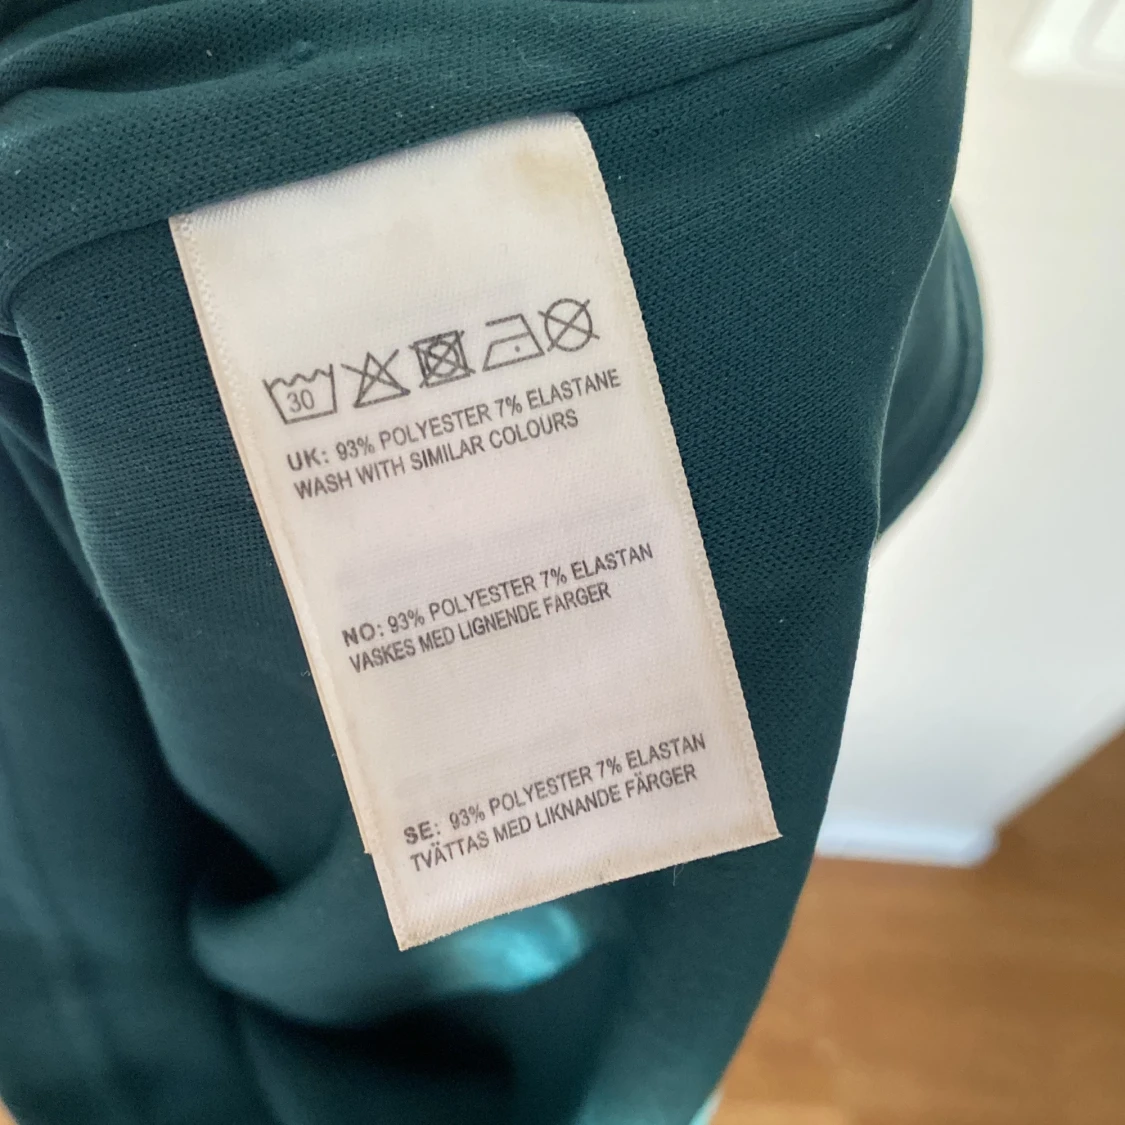 30
UK: 93% POLYESTER 7% ELASTANE
WASH WITH SIMILAR COLOURS
NO: 93% POLYESTER 7% ELASTAN
VASKES MED LIGNENDE FARGER
SE: 93% POLYESTER 7% ELASTAN
TVÄTTAS MED LIKNANDE FÄRGER